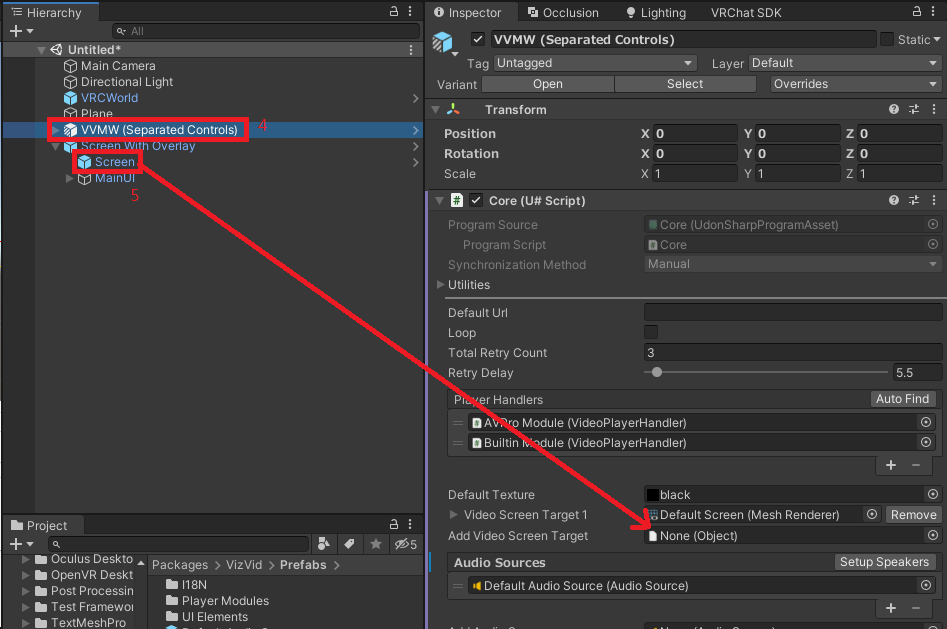 Hierarchy
All
Untitled*
Main Camera
Directional Light
VRCWorld
Plane
VVMW (Separated Controls)
4
Screen With Overlay
Screen
MainUI
5
Project
5
Oculus Deskto
OpenVR Deskt
Post Processin
Test Framewor
TextMeshPro
Packages > VizVid > Prefabs >
I18N
Player Modules
UI Elements
Inspector
Occlusion
Lighting
VRChat SDK
VVMW (Separated Controls)
Static
Tag Untagged
Layer Default
Variant Open Select Overrides
Transform
Position X 0 Y 0 Z 0
Rotation X 0 Y 0 Z 0
Scale X 1 Y 1 Z 1
# Core (U# Script)
Program Source Core (UdonSharpProgramAsset)
Program Script # Core
Synchronization Method Manual
Utilities
Default Url
Loop
Total Retry Count 3
Retry Delay 5.5
Player Handlers Auto Find
# AVPro Module (VideoPlayerHandler)
# Builtin Module (VideoPlayerHandler)
+ −
Default Texture black
Video Screen Target 1 Default Screen (Mesh Renderer) Remove
Add Video Screen Target None (Object)
Audio Sources Setup Speakers
Default Audio Source (Audio Source)
+ −